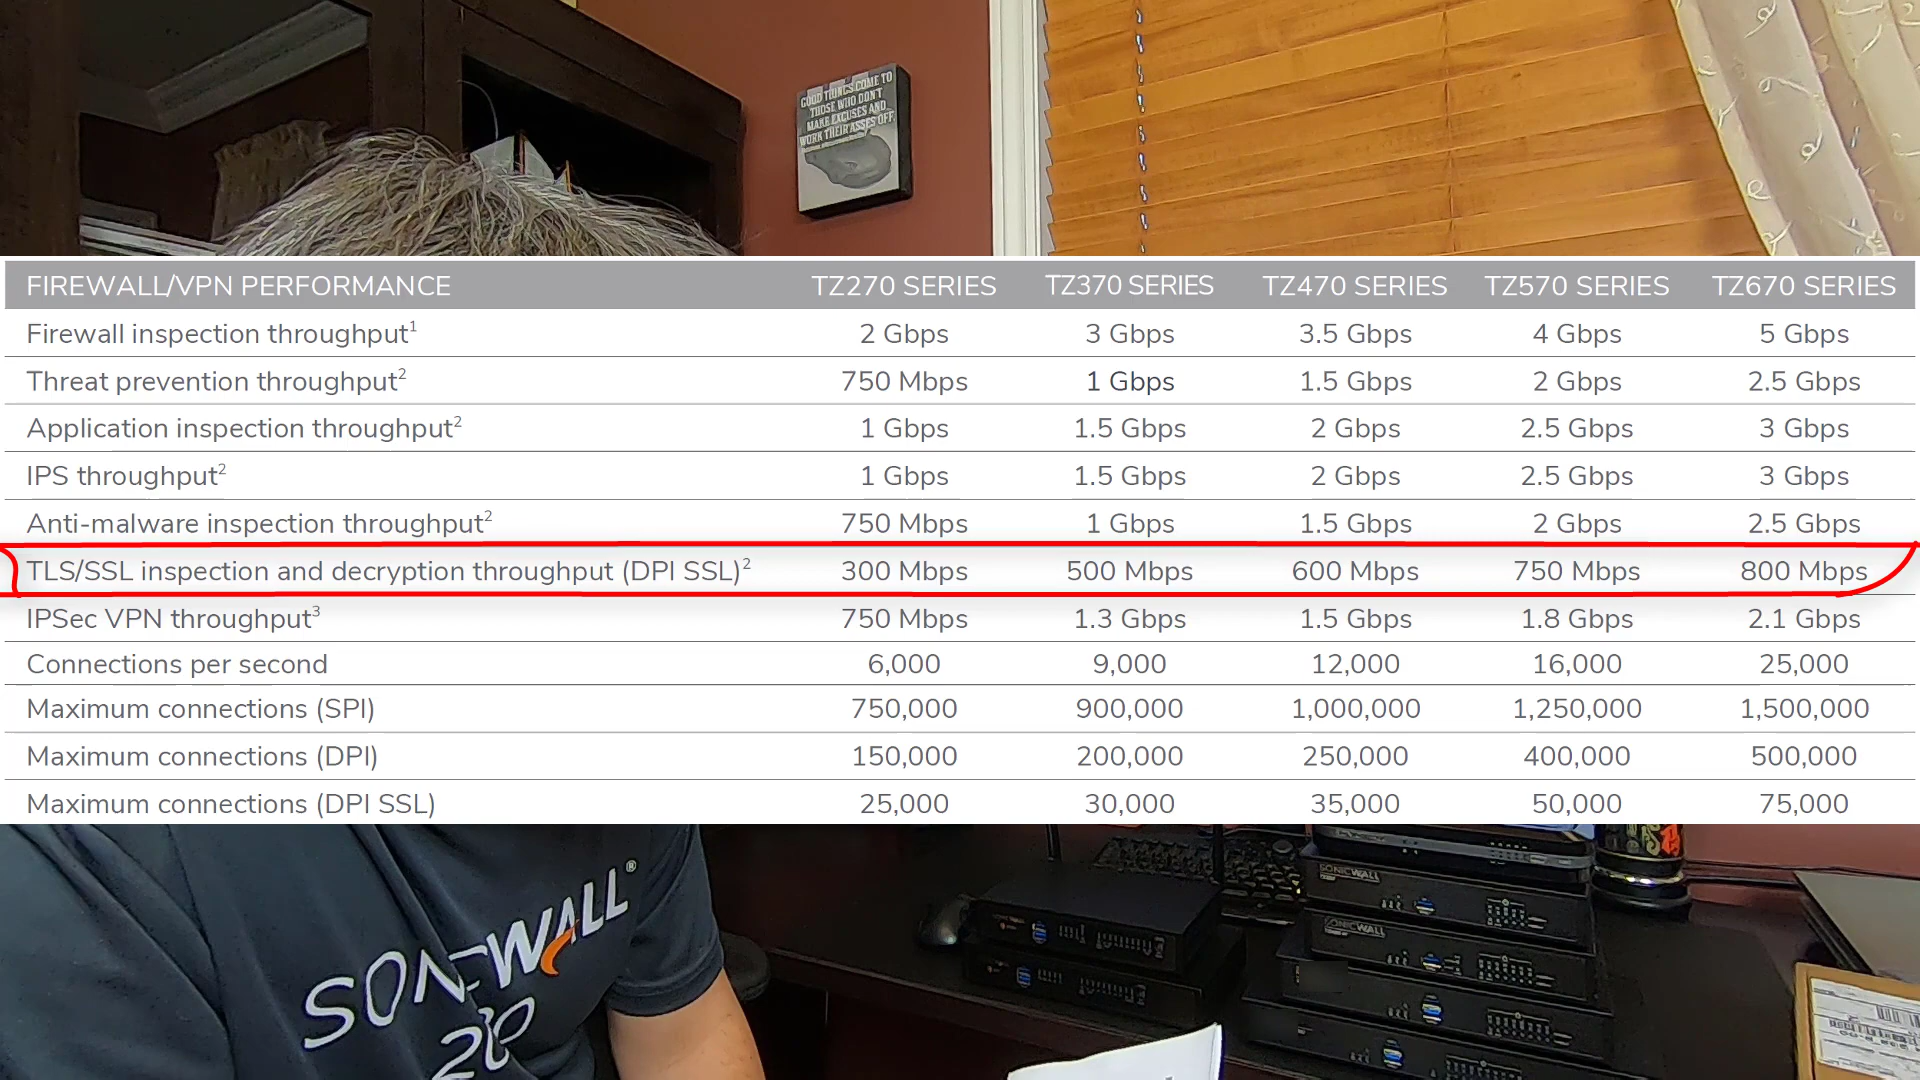 GOOD THINGS COME TO
THOSE WHO DON'T
MAKE EXCUSES AND
WORK THEIR ASSES OFF.
FIREWALL/VPN PERFORMANCE TZ270 SERIES TZ370 SERIES TZ470 SERIES TZ570 SERIES TZ670 SERIES
Firewall inspection throughput1 2 Gbps 3 Gbps 3.5 Gbps 4 Gbps 5 Gbps
Threat prevention throughput2 750 Mbps 1 Gbps 1.5 Gbps 2 Gbps 2.5 Gbps
Application inspection throughput2 1 Gbps 1.5 Gbps 2 Gbps 2.5 Gbps 3 Gbps
IPS throughput2 1 Gbps 1.5 Gbps 2 Gbps 2.5 Gbps 3 Gbps
Anti-malware inspection throughput2 750 Mbps 1 Gbps 1.5 Gbps 2 Gbps 2.5 Gbps
TLS/SSL inspection and decryption throughput (DPI SSL)2 300 Mbps 500 Mbps 600 Mbps 750 Mbps 800 Mbps
IPSec VPN throughput3 750 Mbps 1.3 Gbps 1.5 Gbps 1.8 Gbps 2.1 Gbps
Connections per second 6,000 9,000 12,000 16,000 25,000
Maximum connections (SPI) 750,000 900,000 1,000,000 1,250,000 1,500,000
Maximum connections (DPI) 150,000 200,000 250,000 400,000 500,000
Maximum connections (DPI SSL) 25,000 30,000 35,000 50,000 75,000
SONICWALL®
SONICWALL
SONICWALL